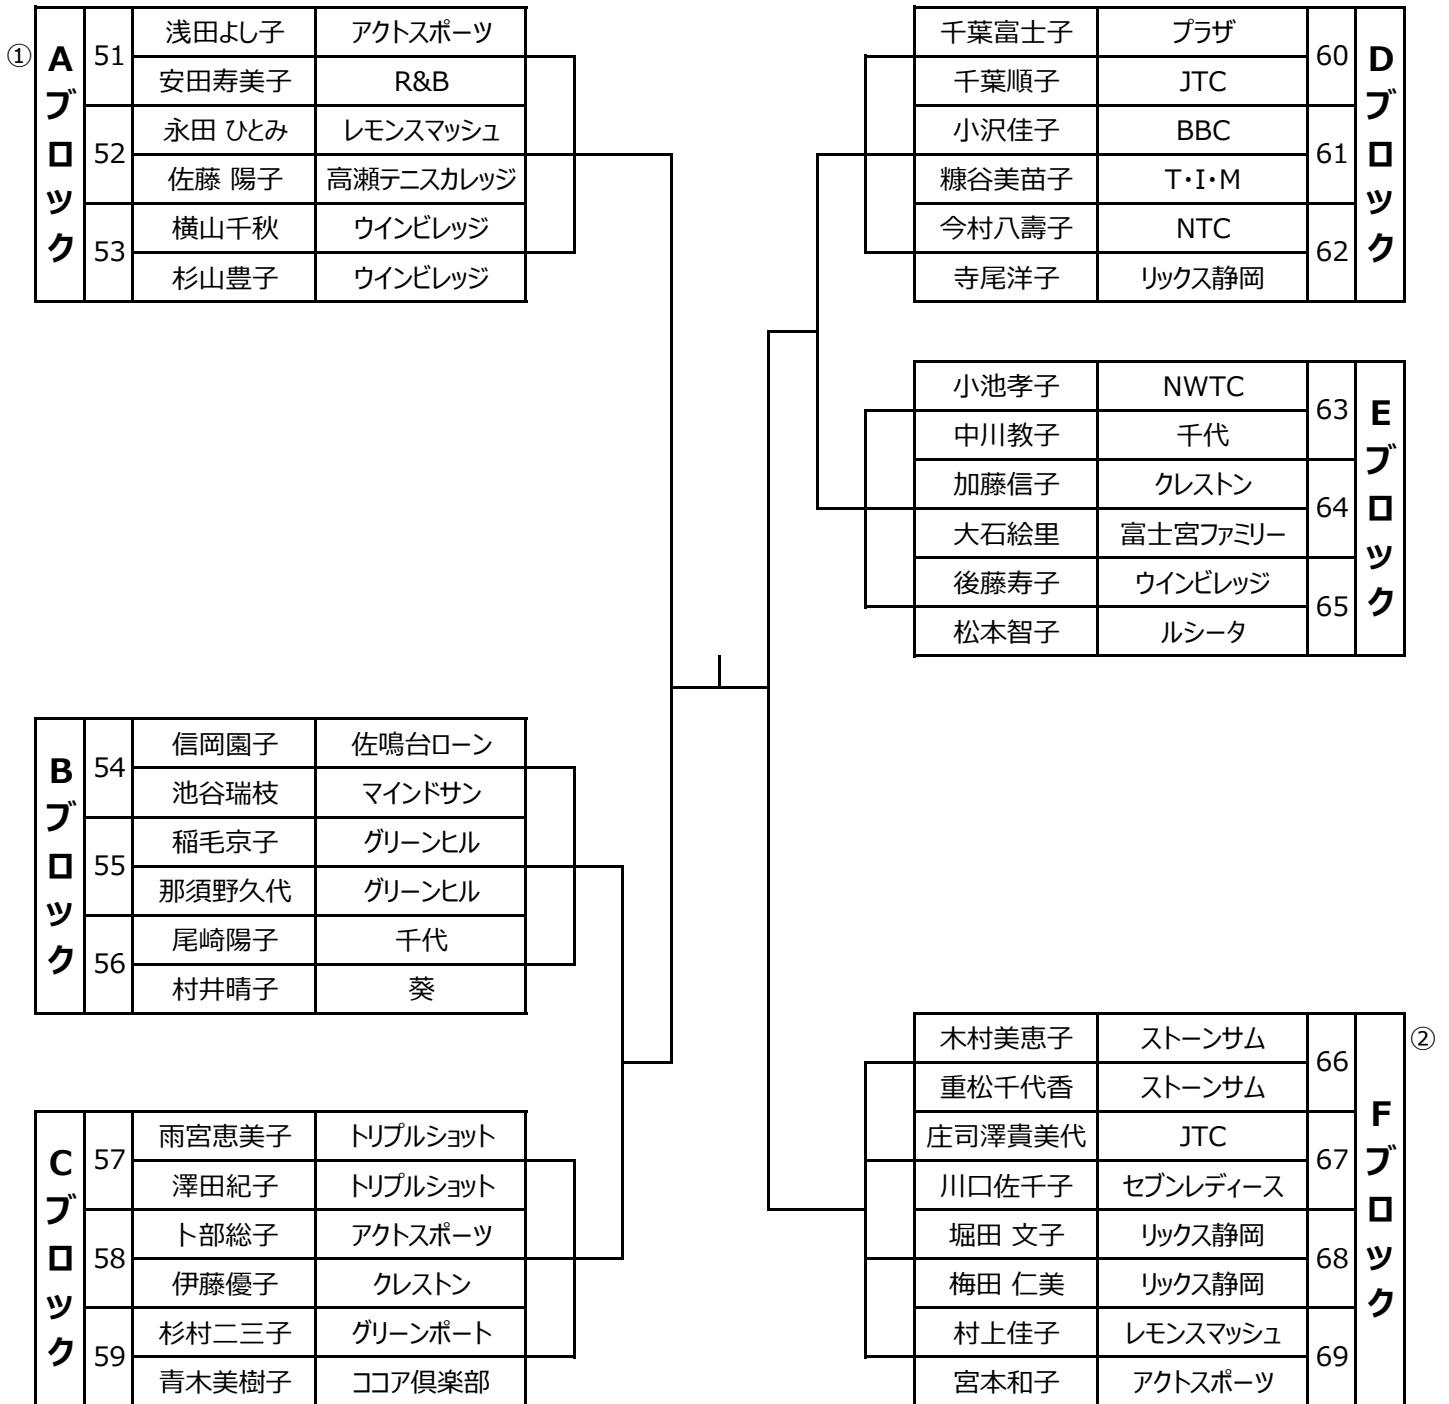 ①
Aブロック
51
浅田よし子 アクトスポーツ
安田寿美子 R&B
52
永田 ひとみ レモンスマッシュ
佐藤 陽子 高瀬テニスカレッジ
53
横山千秋 ウインビレッジ
杉山豊子 ウインビレッジ
Bブロック
54
信岡園子 佐鳴台ローン
池谷瑞枝 マインドサン
55
稲毛京子 グリーンヒル
那須野久代 グリーンヒル
56
尾崎陽子 千代
村井晴子 葵
Cブロック
57
雨宮恵美子 トリプルショット
澤田紀子 トリプルショット
58
卜部総子 アクトスポーツ
伊藤優子 クレストン
59
杉村二三子 グリーンポート
青木美樹子 ココア倶楽部
千葉富士子 プラザ
千葉順子 JTC
60
小沢佳子 BBC
糠谷美苗子 T・I・M
61
今村八壽子 NTC
寺尾洋子 リックス静岡
62
Dブロック
小池孝子 NWTC
中川教子 千代
63
加藤信子 クレストン
大石絵里 富士宮ファミリー
64
後藤寿子 ウインビレッジ
松本智子 ルシータ
65
Eブロック
木村美恵子 ストーンサム
重松千代香 ストーンサム
66
庄司澤貴美代 JTC
川口佐千子 セブンレディース
67
堀田 文子 リックス静岡
梅田 仁美 リックス静岡
68
村上佳子 レモンスマッシュ
宮本和子 アクトスポーツ
69
Fブロック
②